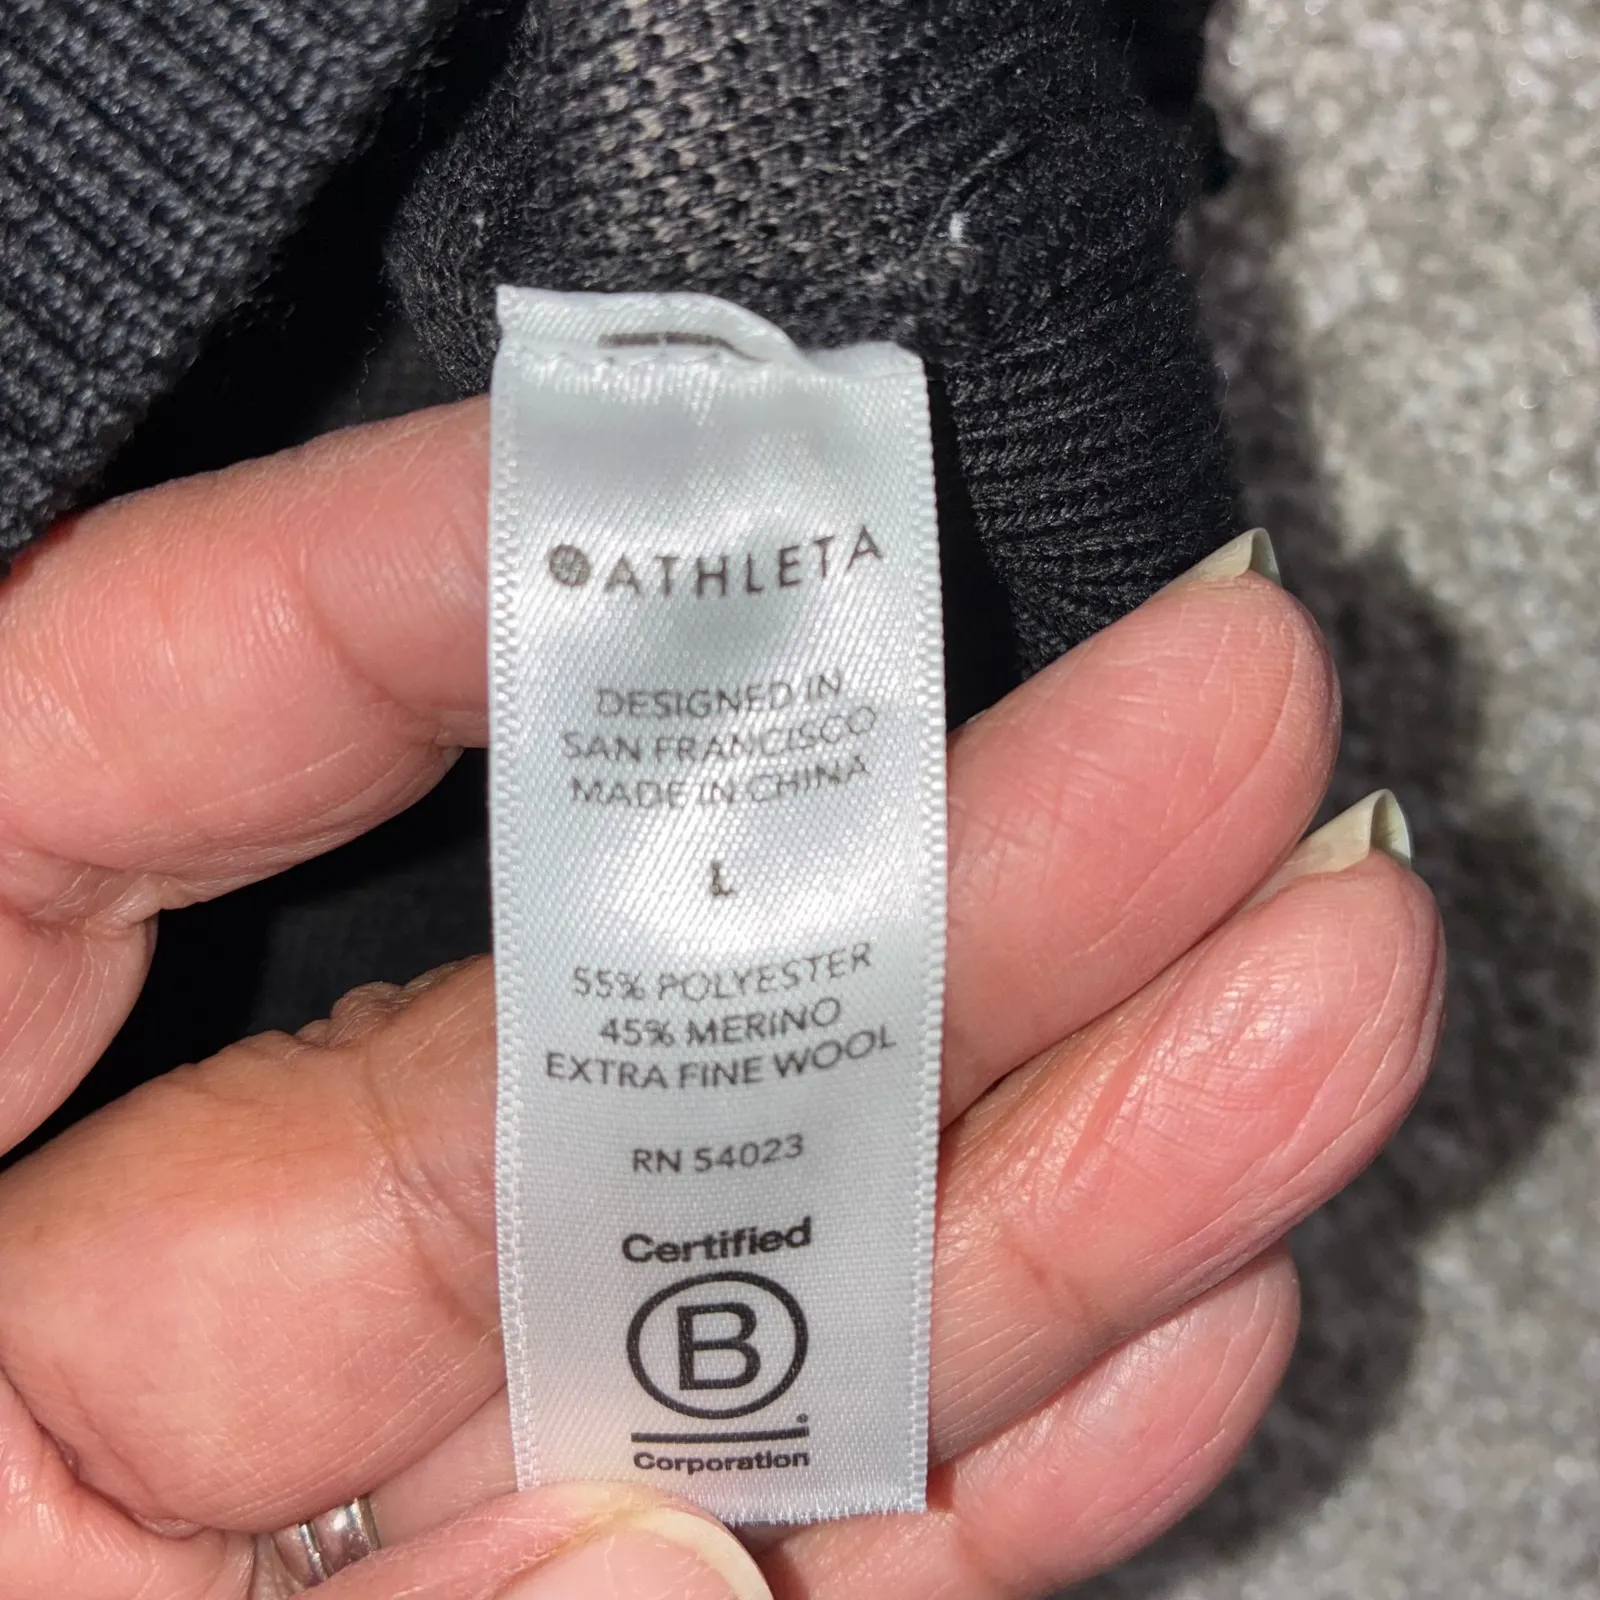 ATHLETA
DESIGNED IN
SAN FRANCISCO
MADE IN CHINA
L
55% POLYESTER
45% MERINO
EXTRA FINE WOOL
RN 54023
Certified
B
Corporation